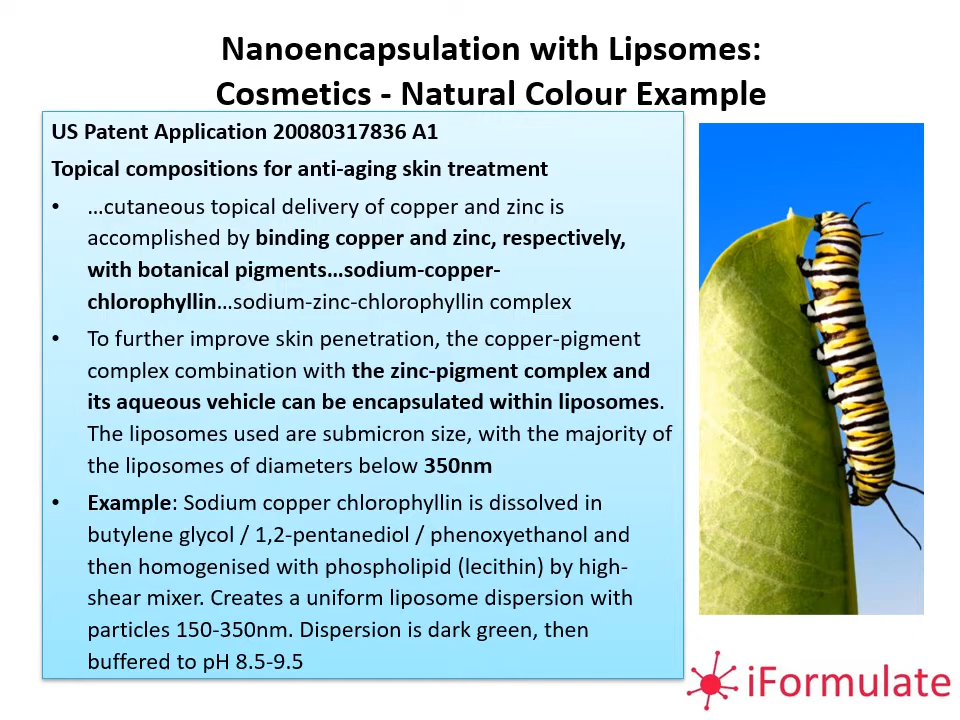 Nanoencapsulation with Lipsomes:
Cosmetics - Natural Colour Example
US Patent Application 20080317836 A1
Topical compositions for anti-aging skin treatment
• …cutaneous topical delivery of copper and zinc is
accomplished by binding copper and zinc, respectively,
with botanical pigments…sodium-copper-
chlorophyllin…sodium-zinc-chlorophyllin complex
• To further improve skin penetration, the copper-pigment
complex combination with the zinc-pigment complex and
its aqueous vehicle can be encapsulated within liposomes.
The liposomes used are submicron size, with the majority of
the liposomes of diameters below 350nm
• Example: Sodium copper chlorophyllin is dissolved in
butylene glycol / 1,2-pentanediol / phenoxyethanol and
then homogenised with phospholipid (lecithin) by high-
shear mixer. Creates a uniform liposome dispersion with
particles 150-350nm. Dispersion is dark green, then
buffered to pH 8.5-9.5
iFormulate